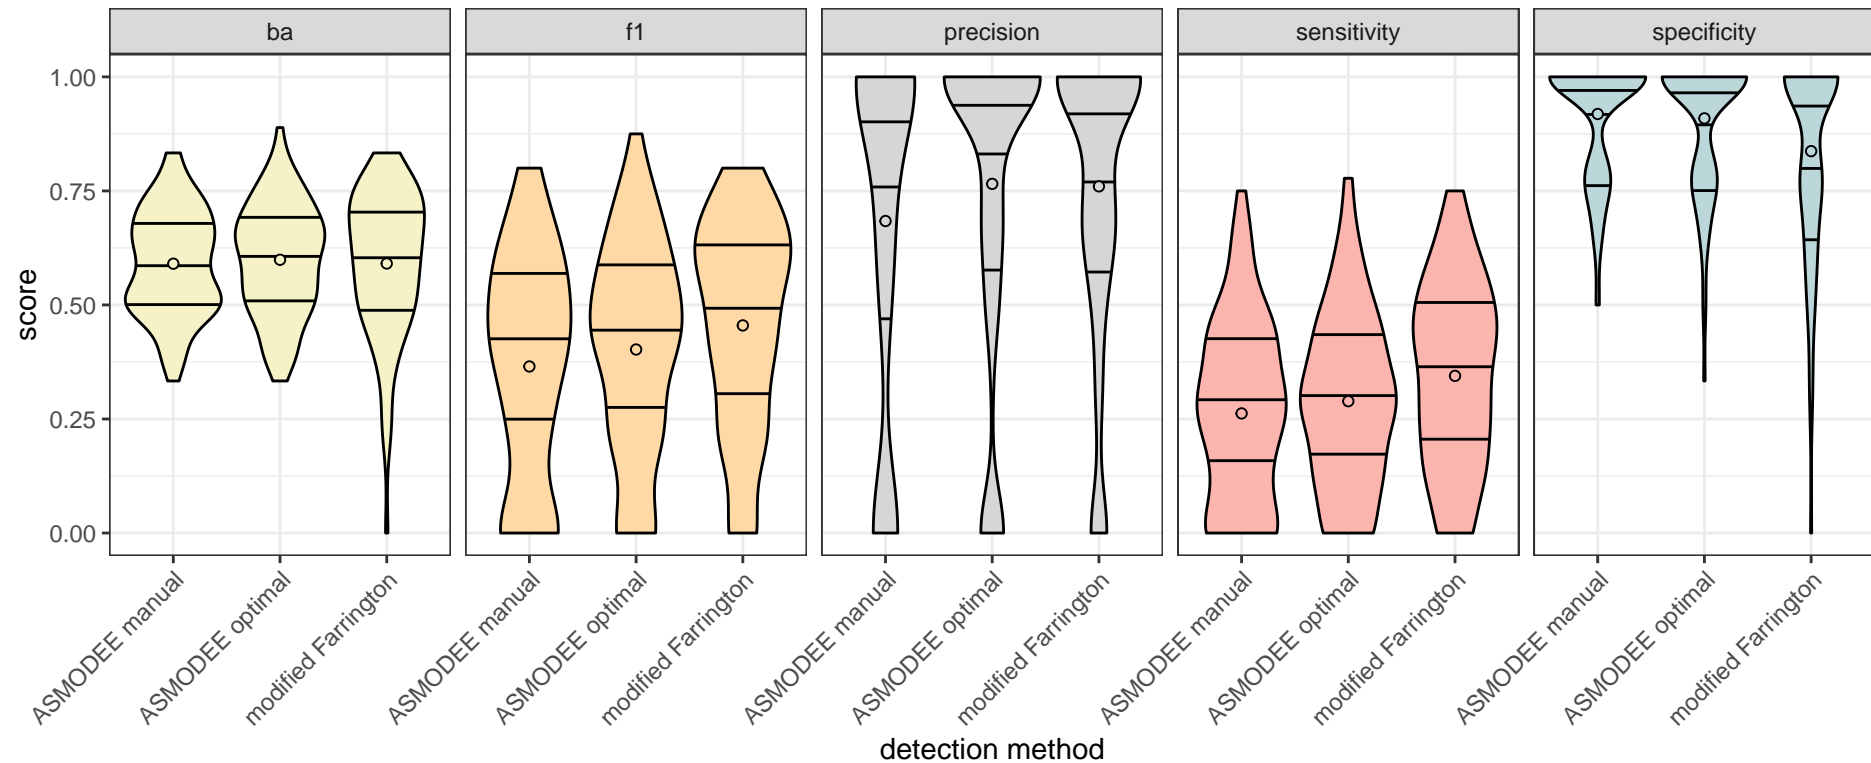 ba
f1
precision
sensitivity
specificity
score
1.00
0.75
0.50
0.25
0.00
ASMODEE manual
ASMODEE optimal
modified Farrington
ASMODEE manual
ASMODEE optimal
modified Farrington
ASMODEE manual
ASMODEE optimal
modified Farrington
ASMODEE manual
ASMODEE optimal
modified Farrington
ASMODEE manual
ASMODEE optimal
modified Farrington
detection method